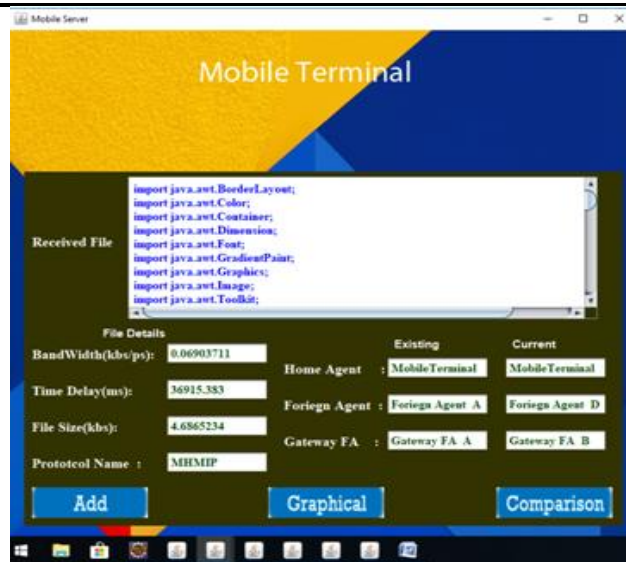 Mobile Server
Mobile Terminal
Received File
import java.awt.BorderLayout;
import java.awt.Color;
import java.awt.Container;
import java.awt.Dimension;
import java.awt.Font;
import java.awt.GradientPaint;
import java.awt.Graphics;
import java.awt.Image;
import java.awt.Toolkit;
File Details
BandWidth(kbs/ps): 0.06903711
Time Delay(ms): 36915.383
File Size(kbs): 4.6865234
Prototcol Name : MHMIP
Existing Current
Home Agent : MobileTerminal MobileTerminal
Foriegn Agent : Foriegn Agent A Foriegn Agent D
Gateway FA : Gateway FA A Gateway FA B
Add Graphical Comparison